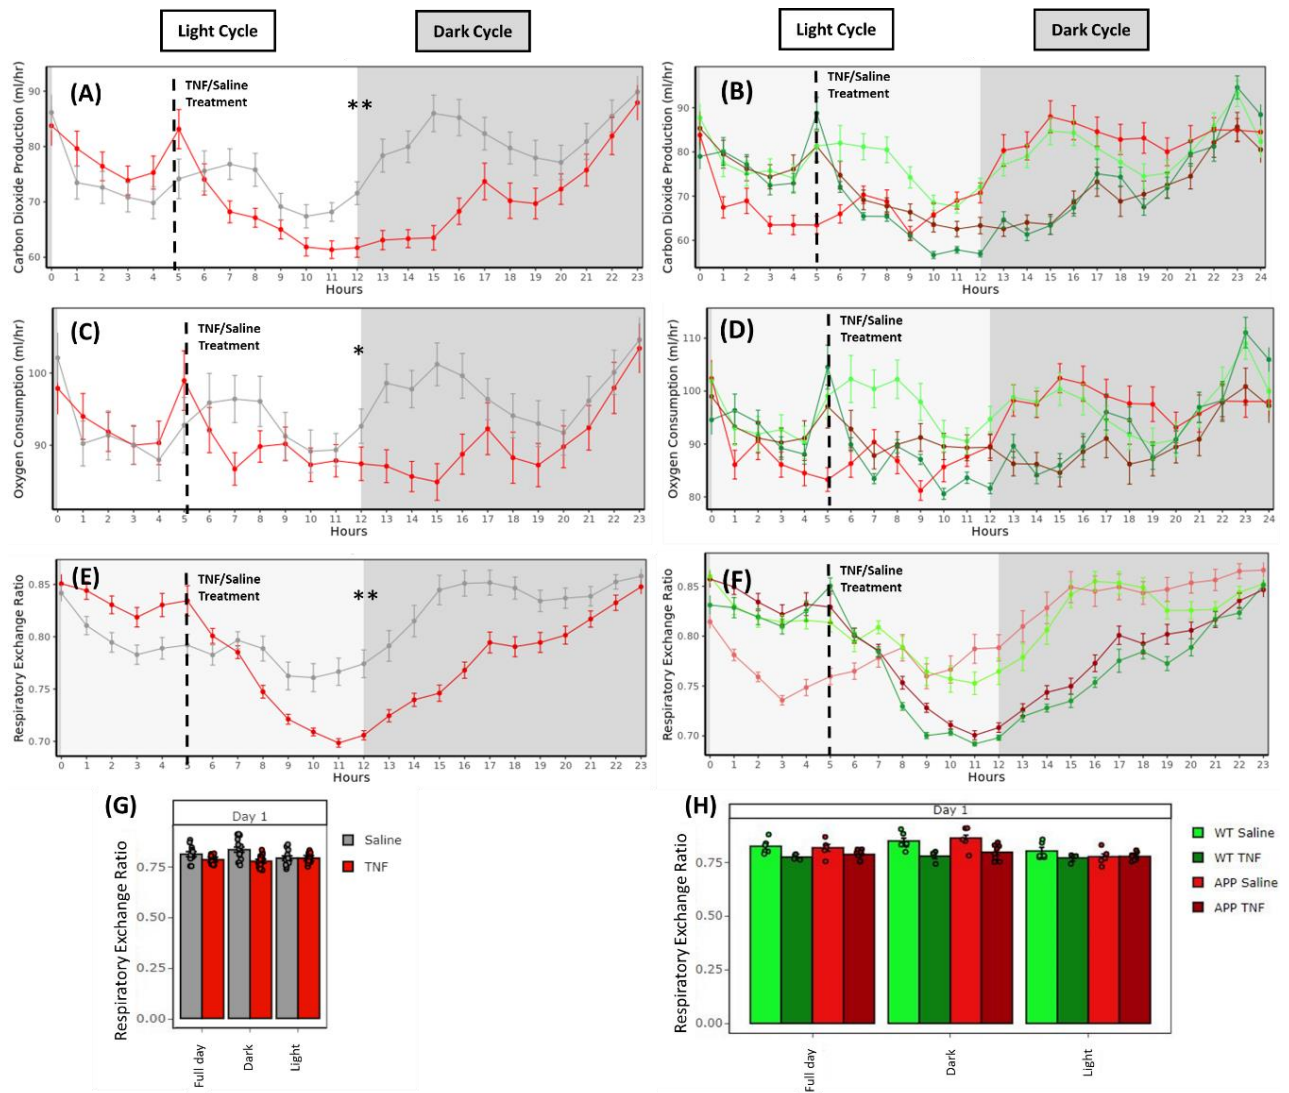 Light Cycle
Dark Cycle
Light Cycle
Dark Cycle
(A)
TNF/Saline
Treatment
**
Carbon Dioxide Production (ml/hr)
90
80
70
60
0 1 2 3 4 5 6 7 8 9 10 11 12 13 14 15 16 17 18 19 20 21 22 23
Hours
(B)
TNF/Saline
Treatment
Carbon Dioxide Production (ml/hr)
90
80
70
60
0 1 2 3 4 5 6 7 8 9 10 11 12 13 14 15 16 17 18 19 20 21 22 23 24
Hours
(C)
TNF/Saline
Treatment
*
Oxygen Consumption (ml/hr)
100
90
0 1 2 3 4 5 6 7 8 9 10 11 12 13 14 15 16 17 18 19 20 21 22 23
Hours
(D)
TNF/Saline
Treatment
Oxygen Consumption (ml/hr)
110
100
90
80
0 1 2 3 4 5 6 7 8 9 10 11 12 13 14 15 16 17 18 19 20 21 22 23 24
Hours
(E)
TNF/Saline
Treatment
**
Respiratory Exchange Ratio
0.85
0.80
0.75
0.70
0 1 2 3 4 5 6 7 8 9 10 11 12 13 14 15 16 17 18 19 20 21 22 23
Hours
(F)
TNF/Saline
Treatment
Respiratory Exchange Ratio
0.85
0.80
0.75
0.70
0 1 2 3 4 5 6 7 8 9 10 11 12 13 14 15 16 17 18 19 20 21 22 23
Hours
(G)
Day 1
Respiratory Exchange Ratio
0.75
0.50
0.25
0.00
Full day
Dark
Light
Saline
TNF
(H)
Day 1
Respiratory Exchange Ratio
0.75
0.50
0.25
0.00
Full day
Dark
Light
WT Saline
WT TNF
APP Saline
APP TNF